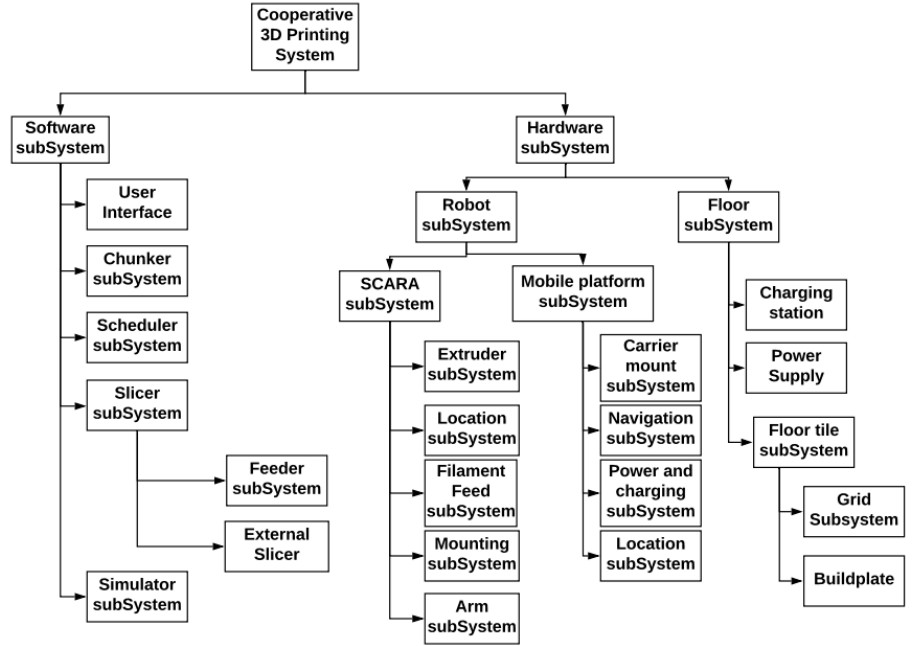 Cooperative
3D Printing
System
Software
subSystem
User
Interface
Chunker
subSystem
Scheduler
subSystem
Slicer
subSystem
Feeder
subSystem
External
Slicer
Simulator
subSystem
Hardware
subSystem
Robot
subSystem
SCARA
subSystem
Extruder
subSystem
Location
subSystem
Filament
Feed
subSystem
Mounting
subSystem
Arm
subSystem
Mobile platform
subSystem
Carrier
mount
subSystem
Navigation
subSystem
Power and
charging
subSystem
Location
subSystem
Floor
subSystem
Charging
station
Power
Supply
Floor tile
subSystem
Grid
Subsystem
Buildplate